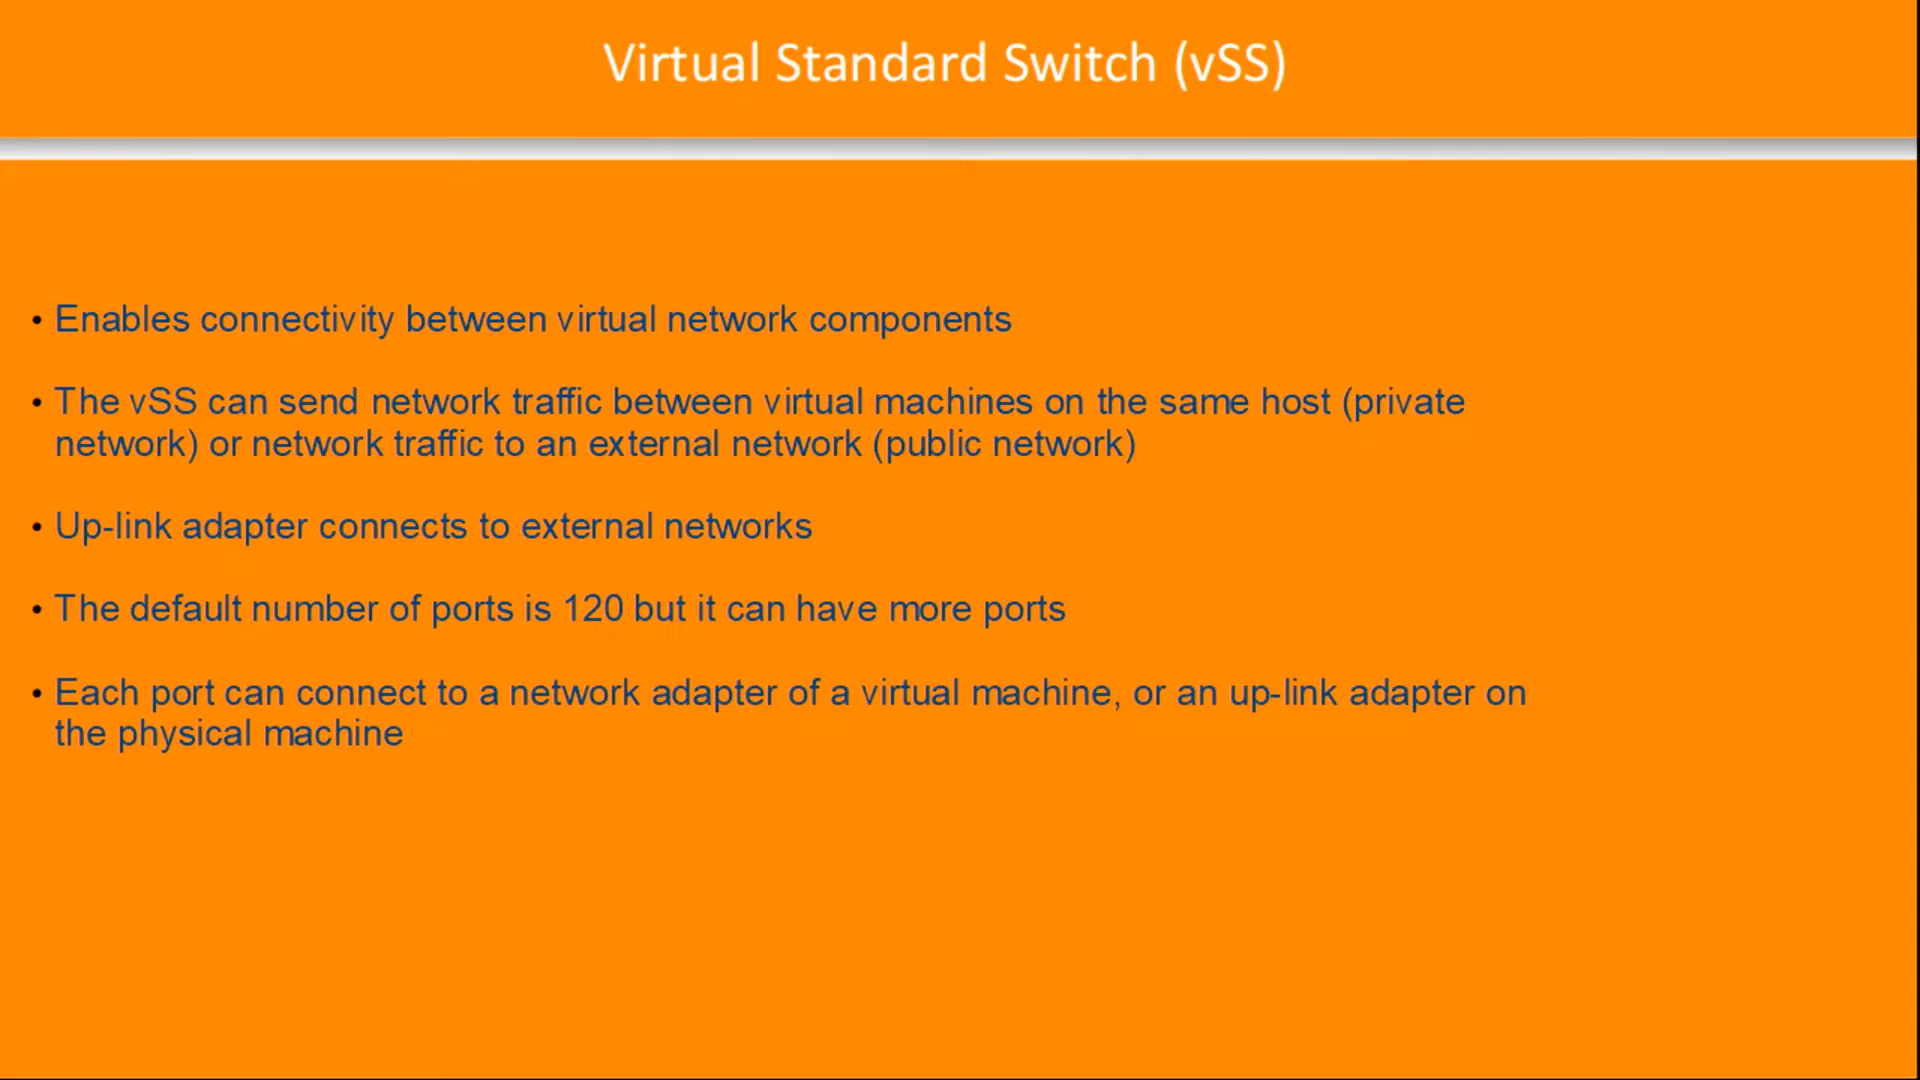 Virtual Standard Switch (vSS)
• Enables connectivity between virtual network components
• The vSS can send network traffic between virtual machines on the same host (private
network) or network traffic to an external network (public network)
• Up-link adapter connects to external networks
• The default number of ports is 120 but it can have more ports
• Each port can connect to a network adapter of a virtual machine, or an up-link adapter on
the physical machine